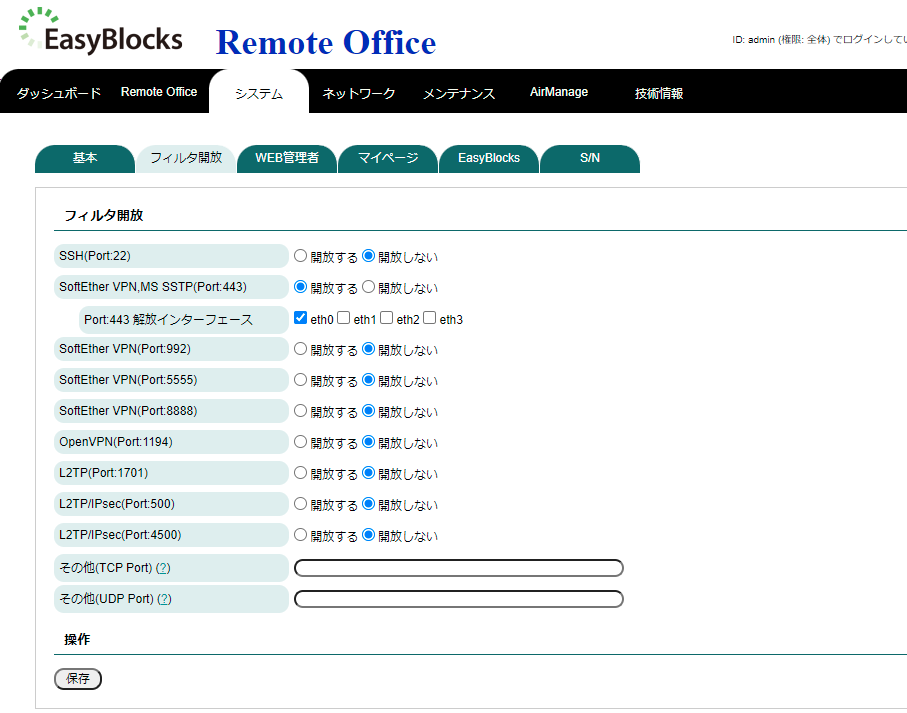 EasyBlocks Remote Office
ID: admin (権限: 全体) でログインしてい
ダッシュボード Remote Office システム ネットワーク メンテナンス AirManage 技術情報
基本 フィルタ開放 WEB管理者 マイページ EasyBlocks S/N
フィルタ開放
SSH(Port:22) 開放する 開放しない
SoftEther VPN,MS SSTP(Port:443) 開放する 開放しない
Port:443 解放インターフェース eth0 eth1 eth2 eth3
SoftEther VPN(Port:992) 開放する 開放しない
SoftEther VPN(Port:5555) 開放する 開放しない
SoftEther VPN(Port:8888) 開放する 開放しない
OpenVPN(Port:1194) 開放する 開放しない
L2TP(Port:1701) 開放する 開放しない
L2TP/IPsec(Port:500) 開放する 開放しない
L2TP/IPsec(Port:4500) 開放する 開放しない
その他(TCP Port) (?)
その他(UDP Port) (?)
操作
保存